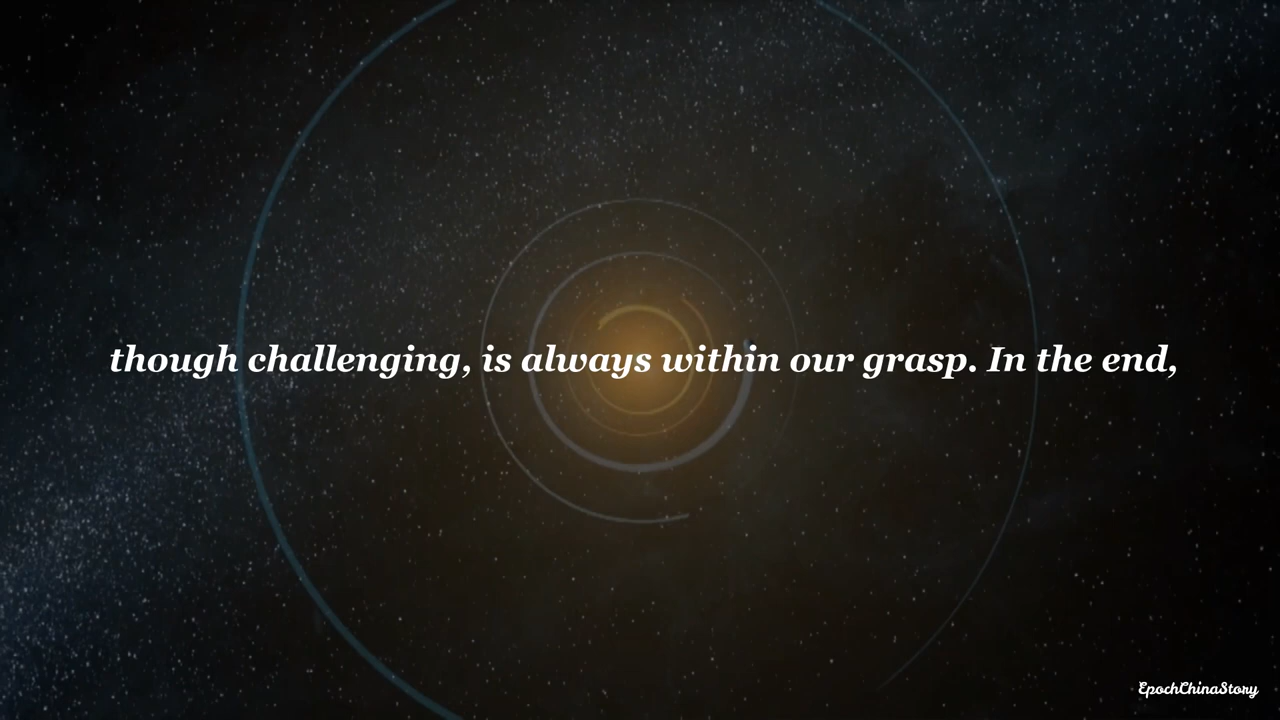 though challenging, is always within our grasp. In the end,
EpochChinaStory